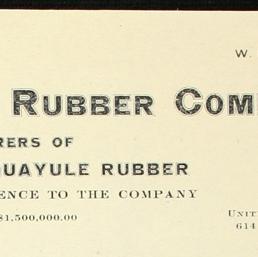 W.
RUBBER COM
RERS OF
UAYULE RUBBER
ENCE TO THE COMPANY
$1,500,000.00
UNIT
614